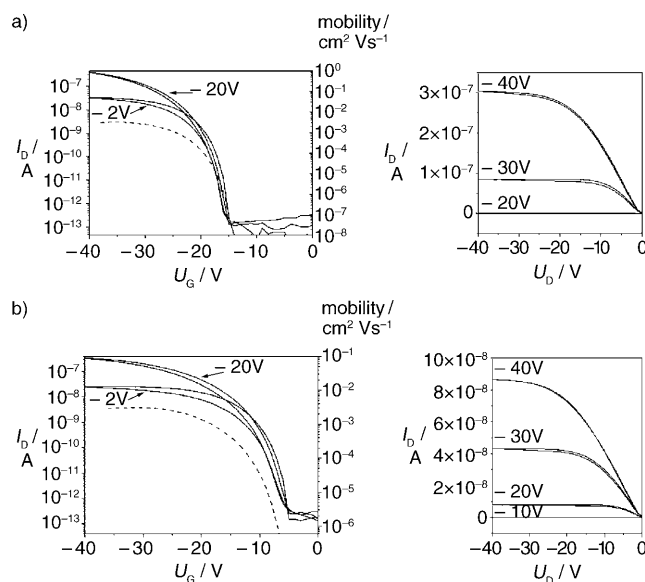 a)
mobility /
cm² Vs⁻¹
10⁻⁷
10⁻⁸
10⁻⁹
10⁻¹⁰
10⁻¹¹
10⁻¹²
10⁻¹³
I_D /
A
− 20V
− 2V
10⁰
10⁻¹
10⁻²
10⁻³
10⁻⁴
10⁻⁵
10⁻⁶
10⁻⁷
10⁻⁸
−40 −30 −20 −10 0
U_G / V
3×10⁻⁷
2×10⁻⁷
1×10⁻⁷
0
I_D /
A
− 40V
− 30V
− 20V
−40 −30 −20 −10 0
U_D / V
b)
mobility /
cm² Vs⁻¹
10⁻⁷
10⁻⁸
10⁻⁹
10⁻¹⁰
10⁻¹¹
10⁻¹²
10⁻¹³
I_D /
A
− 20V
− 2V
10⁻¹
10⁻²
10⁻³
10⁻⁴
10⁻⁵
10⁻⁶
−40 −30 −20 −10 0
U_G / V
10×10⁻⁸
8×10⁻⁸
6×10⁻⁸
4×10⁻⁸
2×10⁻⁸
0
I_D /
A
− 40V
− 30V
− 20V
− 10V
−40 −30 −20 −10 0
U_D / V